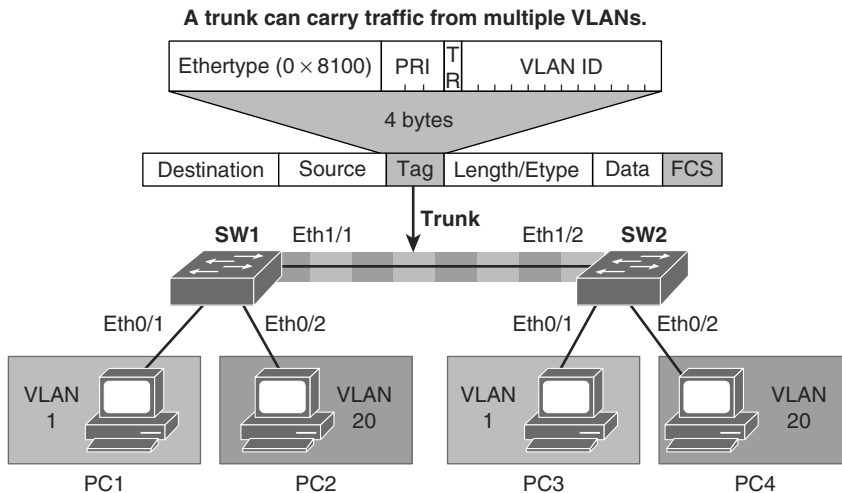 A trunk can carry traffic from multiple VLANs.
Ethertype (0 × 8100) PRI T R VLAN ID
4 bytes
Destination Source Tag Length/Etype Data FCS
Trunk
SW1 Eth1/1 Eth1/2 SW2
Eth0/1 Eth0/2 Eth0/1 Eth0/2
VLAN 1 VLAN 20 VLAN 1 VLAN 20
PC1 PC2 PC3 PC4